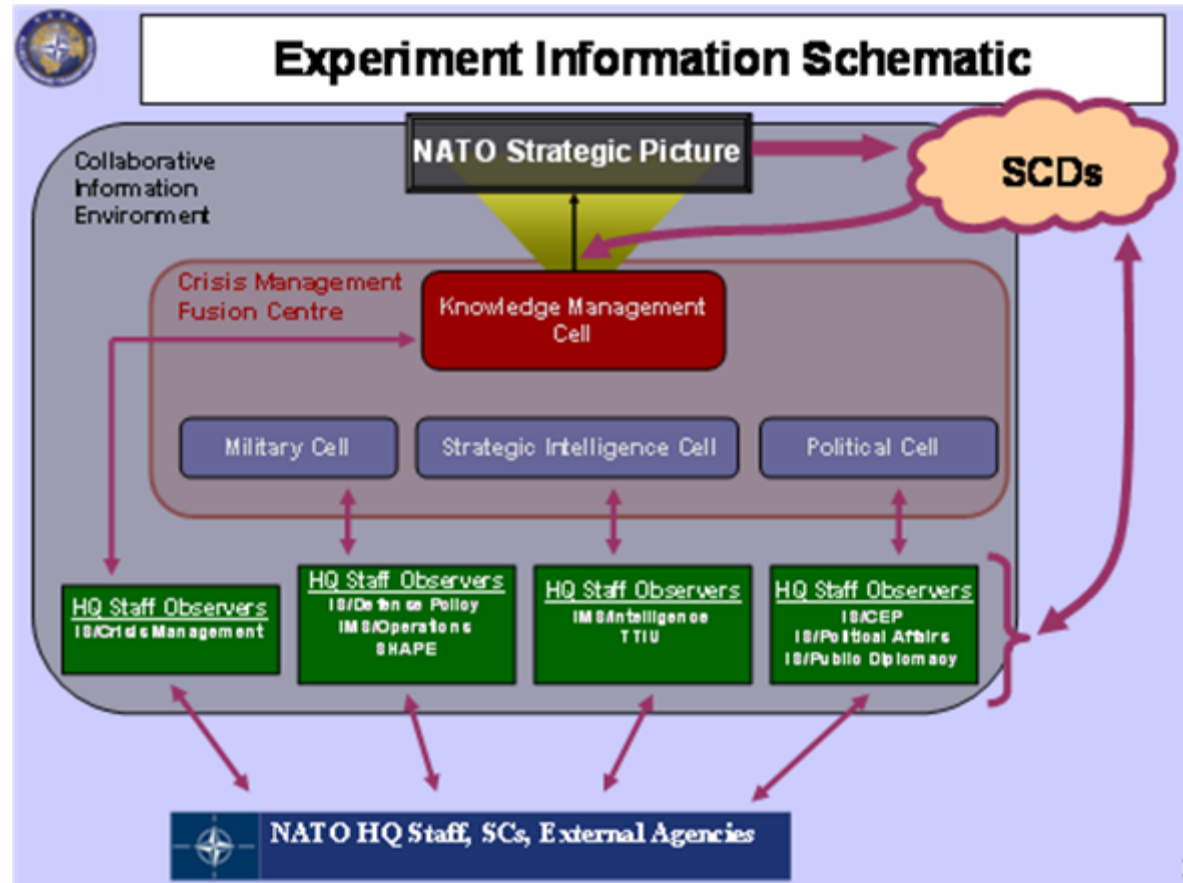 Experiment Information Schematic
Collaborative
Information
Environment
NATO Strategic Picture
SCDs
Crisis Management
Fusion Centre
Knowledge Management
Cell
Military Cell
Strategic Intelligence Cell
Political Cell
HQ Staff Observers
IS/Crisis Management
HQ Staff Observers
IS/Defense Policy
IMS/Operations
SHAPE
HQ Staff Observers
IMS/Intelligence
TTIU
HQ Staff Observers
IS/CEP
IS/Political Affairs
IS/Public Diplomacy
NATO HQ Staff, SCs, External Agencies